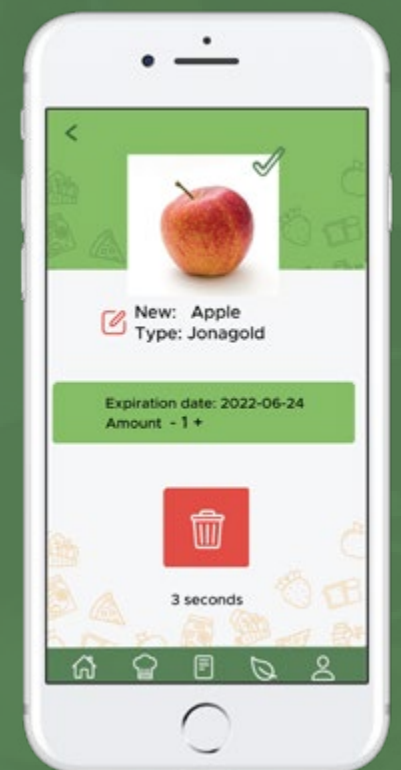 New: Apple
Type: Jonagold
Expiration date: 2022-06-24
Amount - 1 +
3 seconds